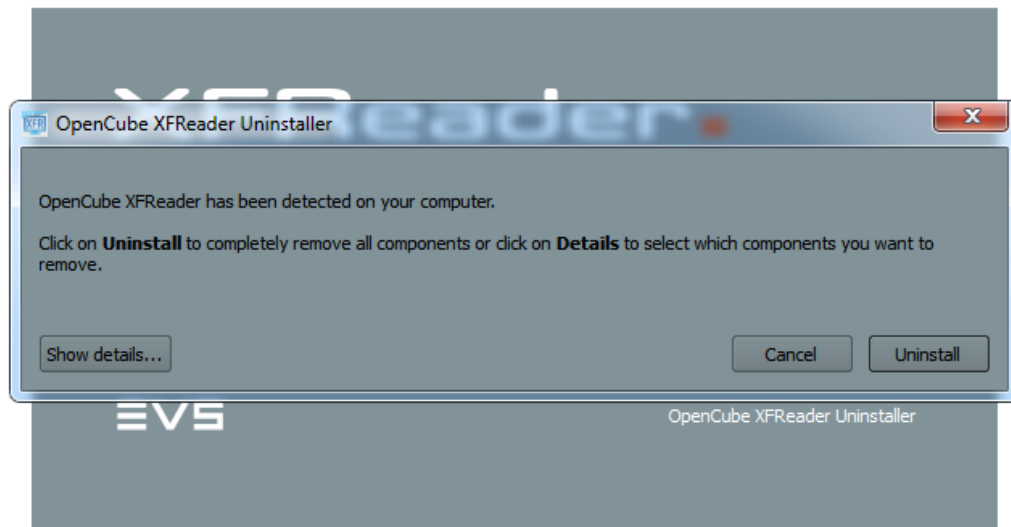 XFReader.
OpenCube XFReader Uninstaller
OpenCube XFReader has been detected on your computer.
Click on Uninstall to completely remove all components or click on Details to select which components you want to
remove.
Show details...
Cancel
Uninstall
EVS
OpenCube XFReader Uninstaller